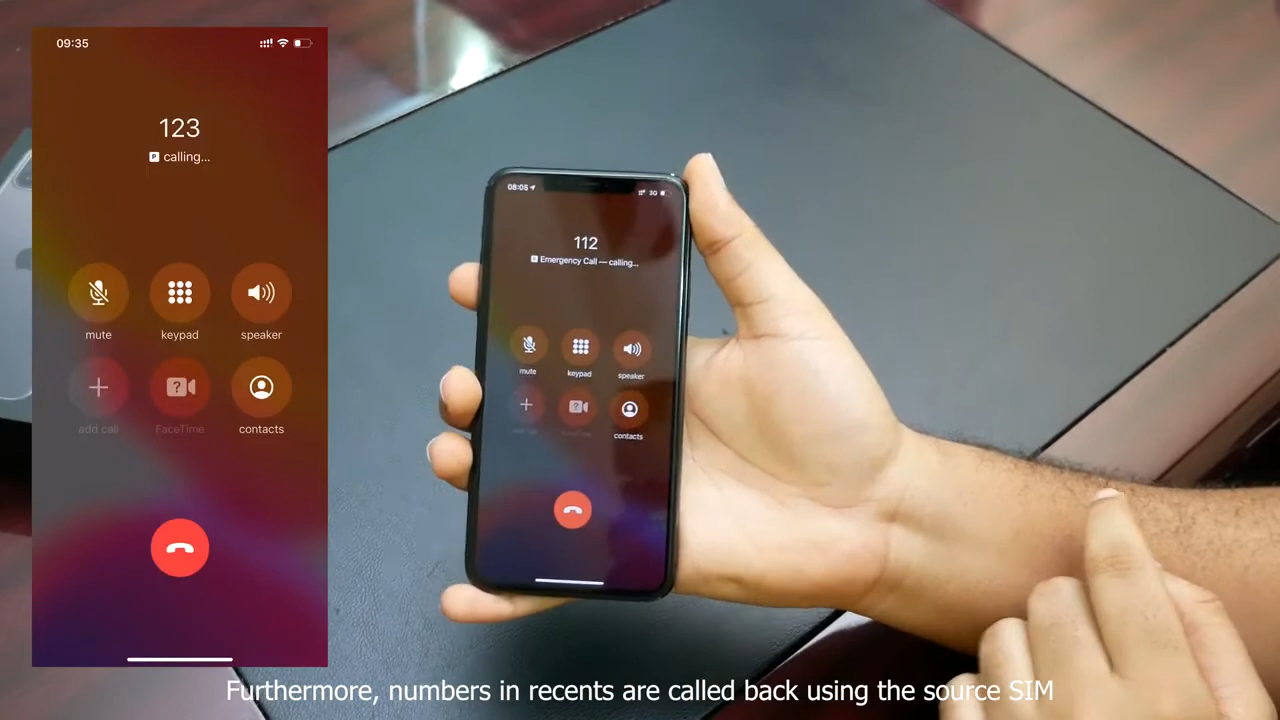 09:35
123
P calling...
mute
keypad
speaker
add call
FaceTime
contacts
08:05
3G
112
Emergency Call — calling...
mute
keypad
speaker
contacts
Furthermore, numbers in recents are called back using the source SIM